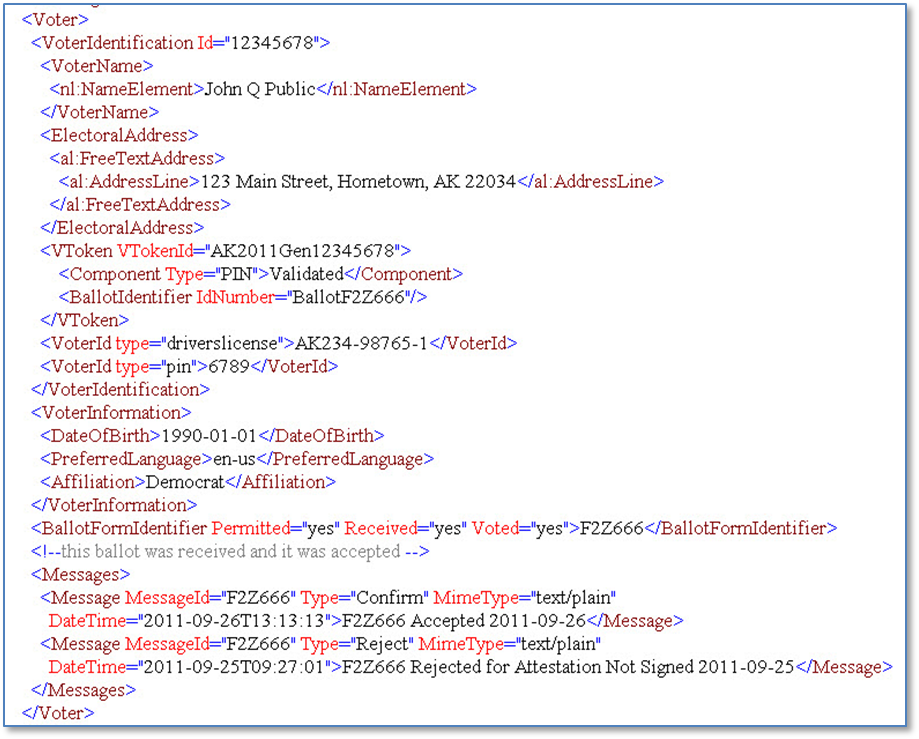 <Voter>
<VoterIdentification Id="12345678">
<VoterName>
<nl:NameElement>John Q Public</nl:NameElement>
</VoterName>
<ElectoralAddress>
<al:FreeTextAddress>
<al:AddressLine>123 Main Street, Hometown, AK 22034</al:AddressLine>
</al:FreeTextAddress>
</ElectoralAddress>
<VToken VTokenId="AK2011Gen12345678">
<Component Type="PIN">Validated</Component>
<BallotIdentifier IdNumber="BallotF2Z666"/>
</VToken>
<VoterId type="driverslicense">AK234-98765-1</VoterId>
<VoterId type="pin">6789</VoterId>
</VoterIdentification>
<VoterInformation>
<DateOfBirth>1990-01-01</DateOfBirth>
<PreferredLanguage>en-us</PreferredLanguage>
<Affiliation>Democrat</Affiliation>
</VoterInformation>
<BallotFormIdentifier Permitted="yes" Received="yes" Voted="yes">F2Z666</BallotFormIdentifier>
<!--this ballot was received and it was accepted -->
<Messages>
<Message MessageId="F2Z666" Type="Confirm" MimeType="text/plain"
DateTime="2011-09-26T13:13:13">F2Z666 Accepted 2011-09-26</Message>
<Message MessageId="F2Z666" Type="Reject" MimeType="text/plain"
DateTime="2011-09-25T09:27:01">F2Z666 Rejected for Attestation Not Signed 2011-09-25</Message>
</Messages>
</Voter>